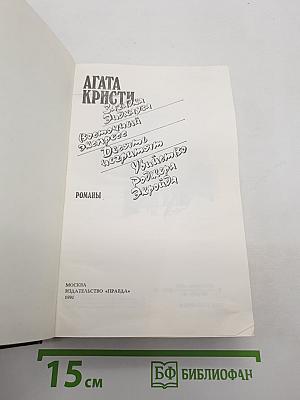 АГАТА
КРИСТИ
Загадка
Эндхауза
Восточный
экспресс
Десять
негритят
Убийство
Роджера
Экройда
РОМАНЫ
МОСКВА
ИЗДАТЕЛЬСТВО «ПРАВДА»
1991
15 см
БФ БИБЛИОФАН